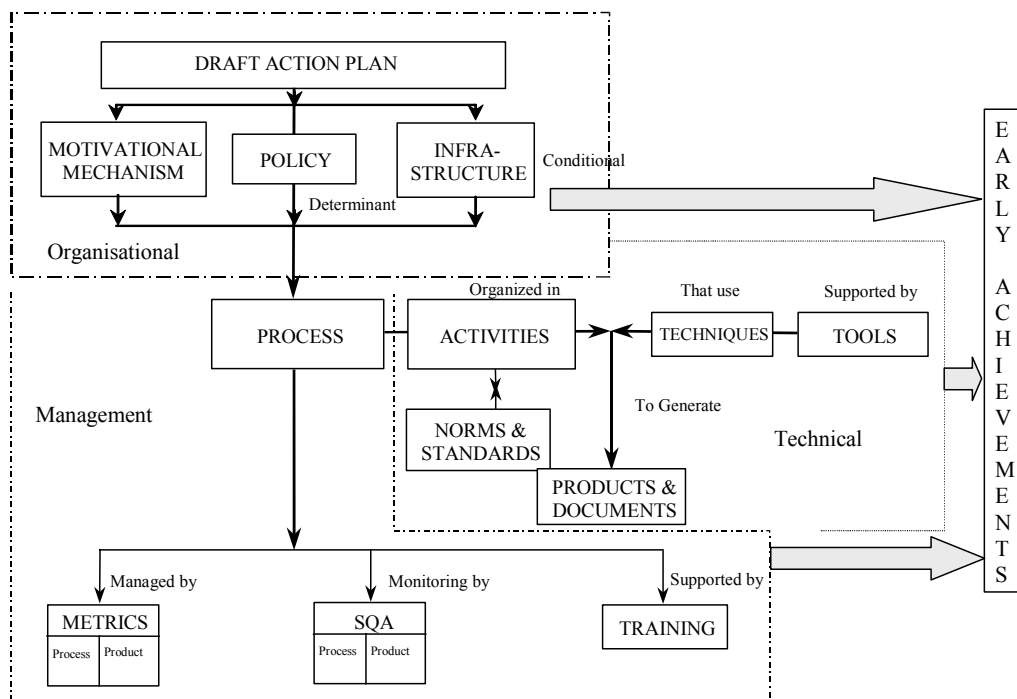 DRAFT ACTION PLAN
MOTIVATIONAL
MECHANISM
POLICY
INFRA-
STRUCTURE
Conditional
Determinant
Organisational
EARLY ACHIEVEMENTS
Organized in
That use
Supported by
PROCESS
ACTIVITIES
TECHNIQUES
TOOLS
To Generate
Management
NORMS &
STANDARDS
Technical
PRODUCTS &
DOCUMENTS
Managed by
Monitoring by
Supported by
METRICS
Process Product
SQA
Process Product
TRAINING